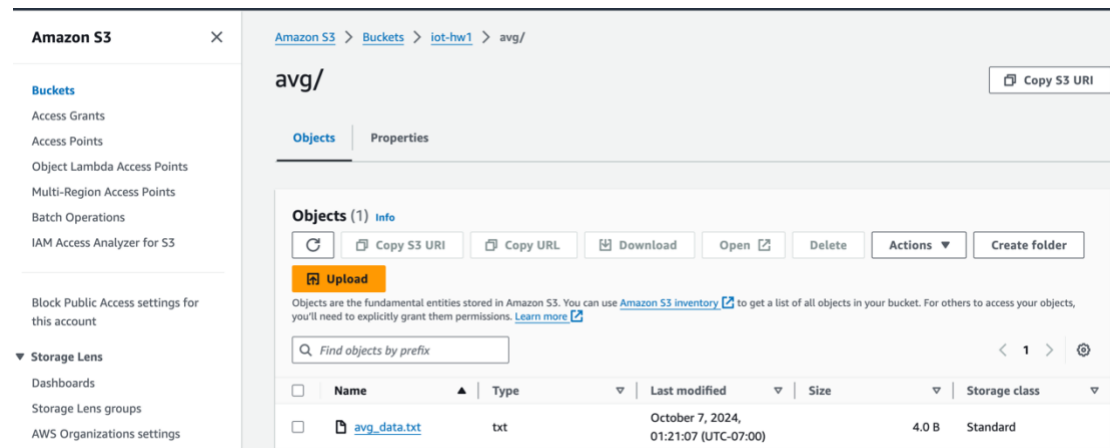 Amazon S3
Buckets
Access Grants
Access Points
Object Lambda Access Points
Multi-Region Access Points
Batch Operations
IAM Access Analyzer for S3
Block Public Access settings for
this account
Storage Lens
Dashboards
Storage Lens groups
AWS Organizations settings
Amazon S3 > Buckets > iot-hw1 > avg/
avg/
Copy S3 URI
Objects Properties
Objects (1) Info
Copy S3 URI Copy URL Download Open Delete Actions Create folder
Upload
Objects are the fundamental entities stored in Amazon S3. You can use Amazon S3 inventory to get a list of all objects in your bucket. For others to access your objects,
you'll need to explicitly grant them permissions. Learn more
Find objects by prefix
1
Name Type Last modified Size Storage class
avg_data.txt txt October 7, 2024, 4.0 B Standard
01:21:07 (UTC-07:00)